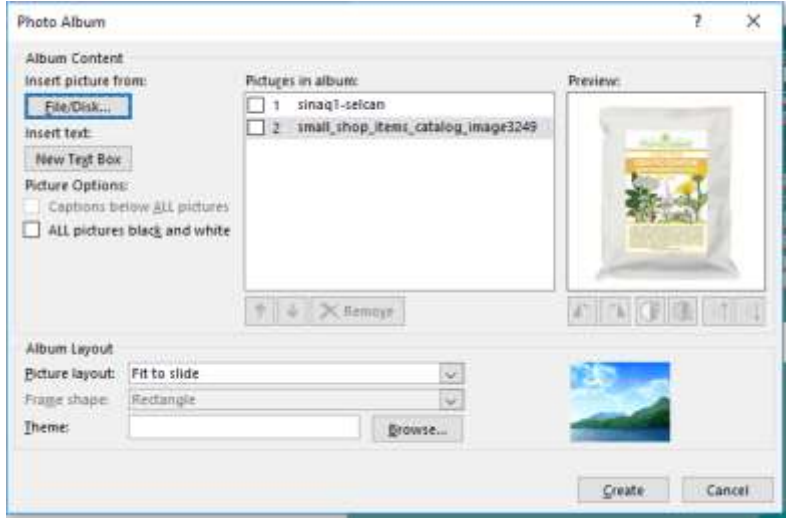 Photo Album
?
Album Content
Insert picture from:
File/Disk...
Insert text:
New Text Box
Picture Options:
Captions below ALL pictures
ALL pictures black and white
Pictures in album:
1 sinaq1-selcan
2 small_shop_items_catalog_image3249
Remove
Preview:
Album Layout
Picture layout: Fit to slide
Frame shape: Rectangle
Theme:
Browse...
Create
Cancel